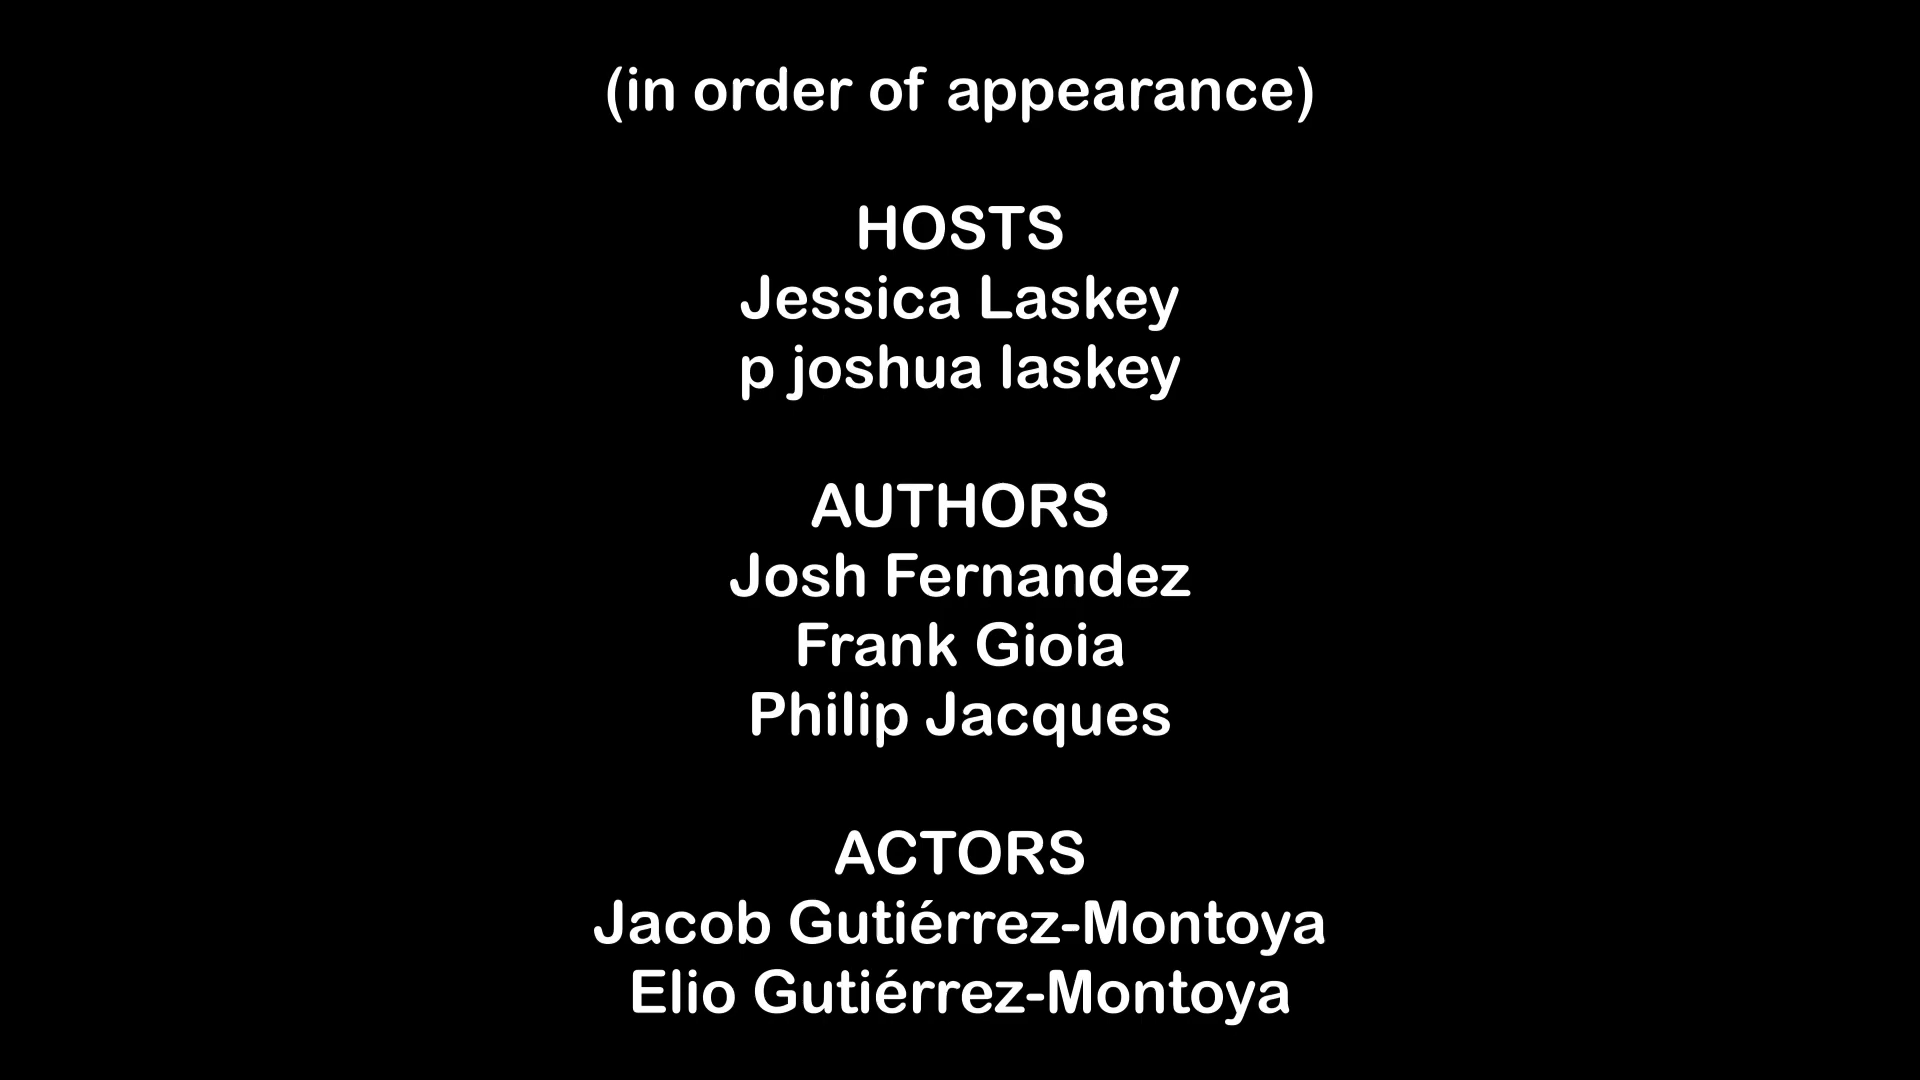 (in order of appearance)
HOSTS
Jessica Laskey
p joshua laskey
AUTHORS
Josh Fernandez
Frank Gioia
Philip Jacques
ACTORS
Jacob Gutiérrez-Montoya
Elio Gutiérrez-Montoya